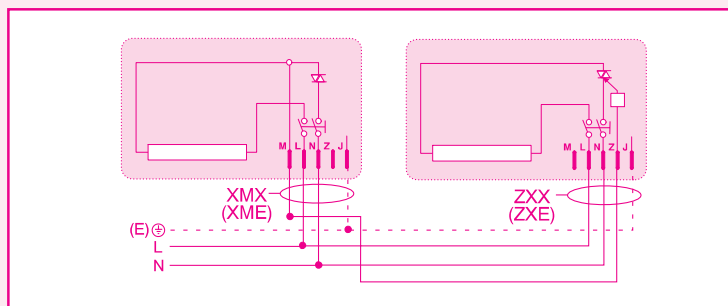 M L N Z J
M L N Z J
XMX
(XME)
ZXX
(ZXE)
(E)
L
N